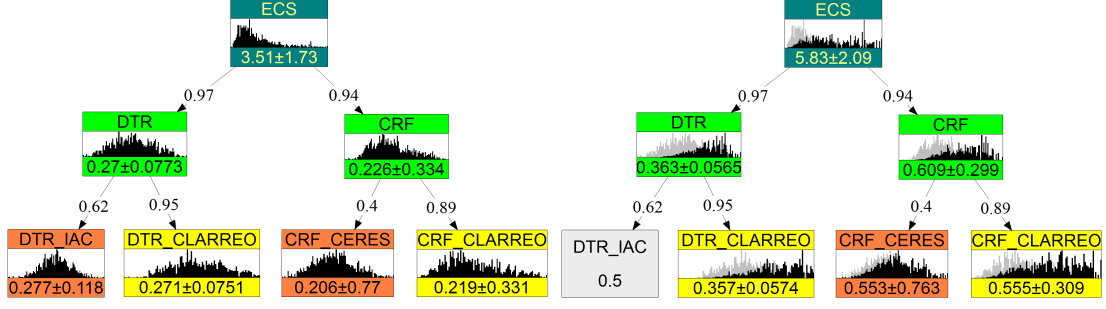 ECS
3.51±1.73
0.97
0.94
DTR
0.27±0.0773
CRF
0.226±0.334
0.62
0.95
0.4
0.89
DTR_IAC
0.277±0.118
DTR_CLARREO
0.271±0.0751
CRF_CERES
0.206±0.77
CRF_CLARREO
0.219±0.331
ECS
5.83±2.09
0.97
0.94
DTR
0.363±0.0565
CRF
0.609±0.299
0.62
0.95
0.4
0.89
DTR_IAC
0.5
DTR_CLARREO
0.357±0.0574
CRF_CERES
0.553±0.763
CRF_CLARREO
0.555±0.309